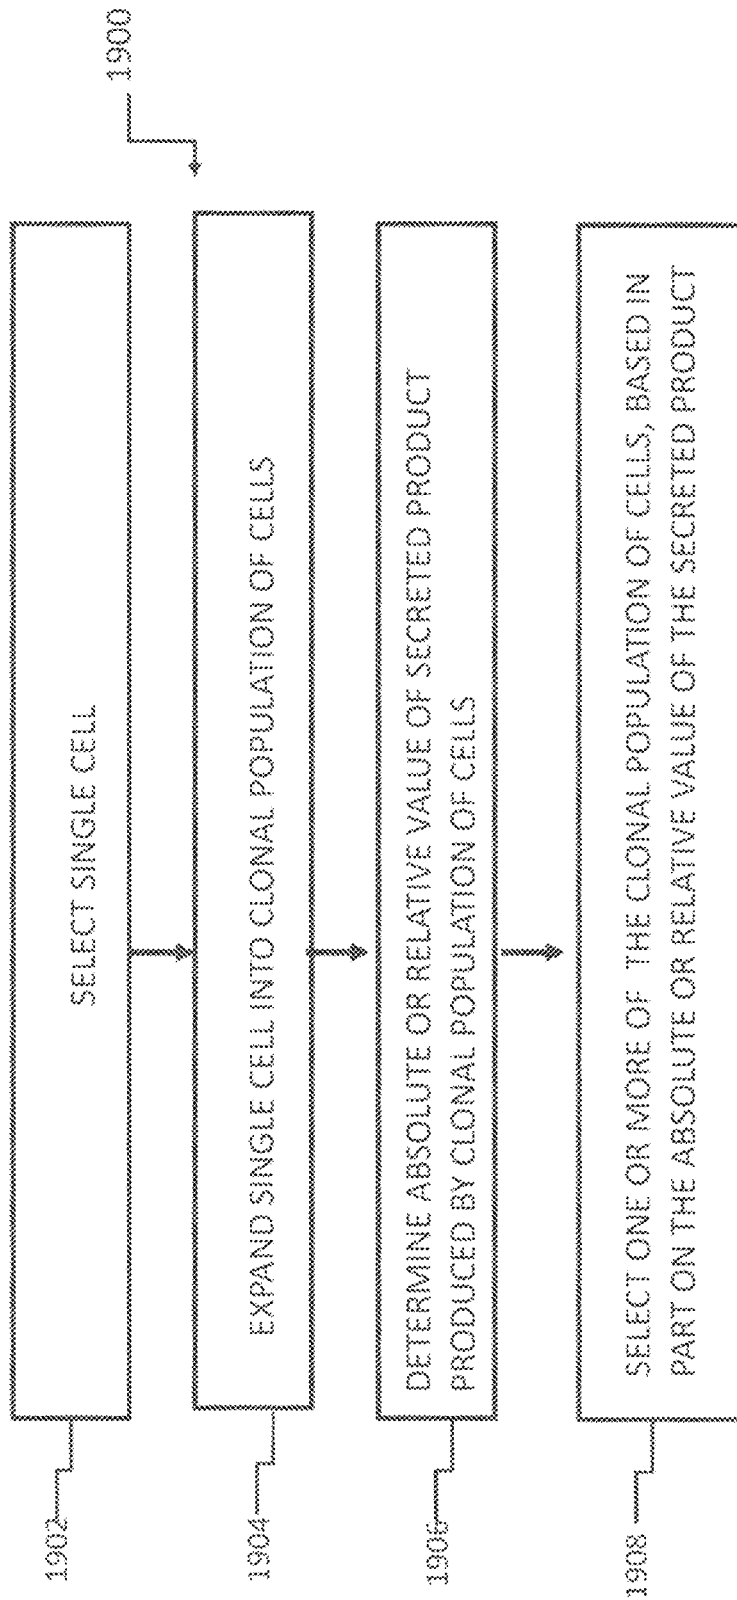 1900
1902
SELECT SINGLE CELL
1904
EXPAND SINGLE CELL INTO CLONAL POPULATION OF CELLS
1906
DETERMINE ABSOLUTE OR RELATIVE VALUE OF SECRETED PRODUCT
PRODUCED BY CLONAL POPULATION OF CELLS
1908
SELECT ONE OR MORE OF THE CLONAL POPULATION OF CELLS, BASED IN
PART ON THE ABSOLUTE OR RELATIVE VALUE OF THE SECRETED PRODUCT